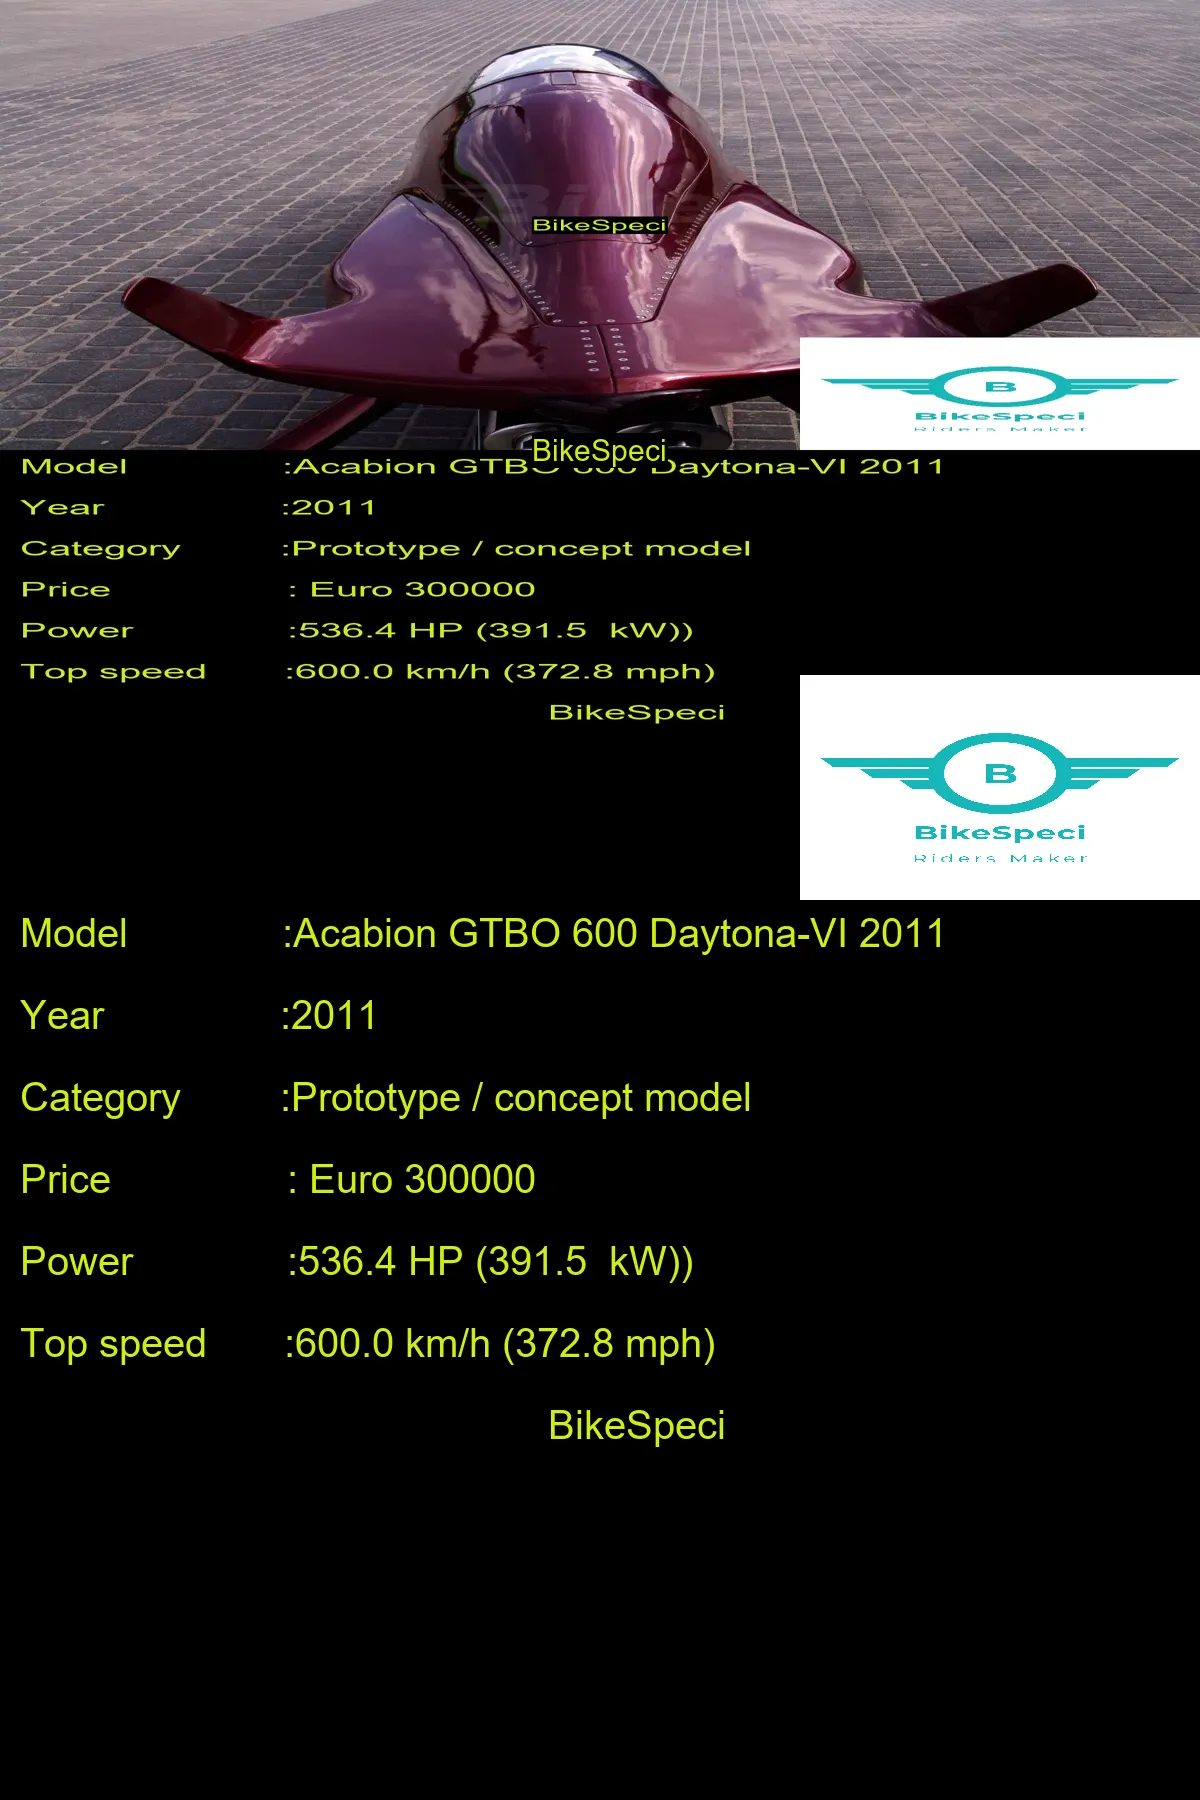 BikeSpeci
B
BikeSpeci
Riders Maker
BikeSpeci
Model :Acabion GTBO 600 Daytona-VI 2011
Year :2011
Category :Prototype / concept model
Price : Euro 300000
Power :536.4 HP (391.5 kW))
Top speed :600.0 km/h (372.8 mph)
BikeSpeci
B
BikeSpeci
Riders Maker
Model :Acabion GTBO 600 Daytona-VI 2011
Year :2011
Category :Prototype / concept model
Price : Euro 300000
Power :536.4 HP (391.5 kW))
Top speed :600.0 km/h (372.8 mph)
BikeSpeci